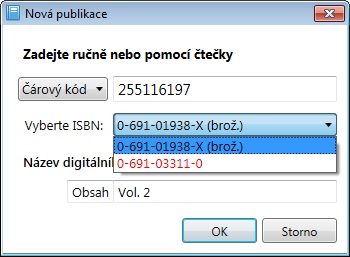 Nová publikace
Zadejte ručně nebo pomocí čtečky
Čárový kód 255116197
Vyberte ISBN: 0-691-01938-X (brož.)
0-691-01938-X (brož.)
Název digitální 0-691-03311-0
Obsah Vol. 2
OK Storno